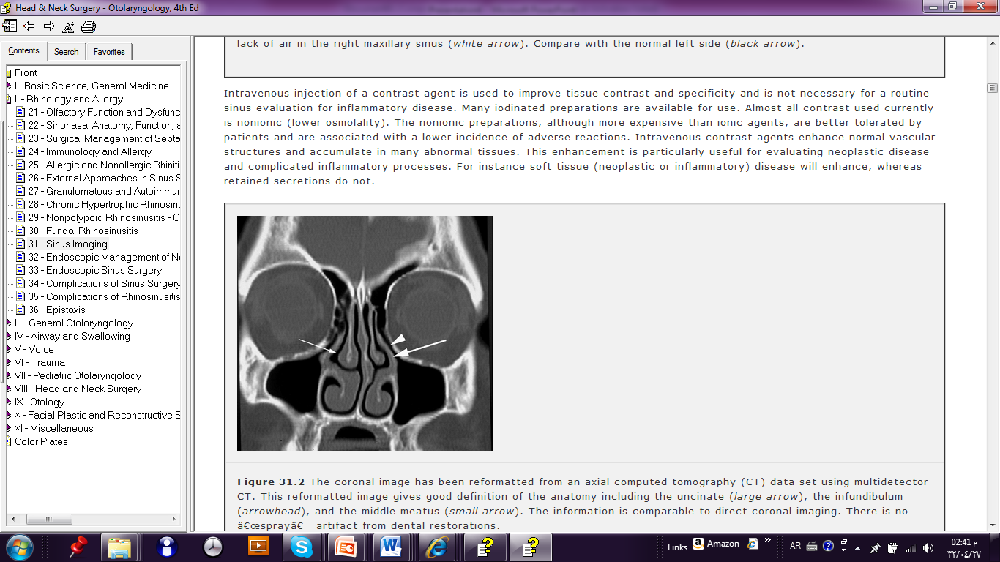 Head & Neck Surgery - Otolaryngology, 4th Ed
Contents
Search
Favorites
Front
I - Basic Science, General Medicine
II - Rhinology and Allergy
21 - Olfactory Function and Dysfunc
22 - Sinonasal Anatomy, Function, a
23 - Surgical Management of Septa
24 - Immunology and Allergy
25 - Allergic and Nonallergic Rhiniti
26 - External Approaches in Sinus S
27 - Granulomatous and Autoimmun
28 - Chronic Hypertrophic Rhinosinu
29 - Nonpolypoid Rhinosinusitis - C
30 - Fungal Rhinosinusitis
31 - Sinus Imaging
32 - Endoscopic Management of Na
33 - Endoscopic Sinus Surgery
34 - Complications of Sinus Surgery
35 - Complications of Rhinosinusitis
36 - Epistaxis
III - General Otolaryngology
IV - Airway and Swallowing
V - Voice
VI - Trauma
VII - Pediatric Otolaryngology
VIII - Head and Neck Surgery
IX - Otology
X - Facial Plastic and Reconstructive S
XI - Miscellaneous
Color Plates
lack of air in the right maxillary sinus (white arrow). Compare with the normal left side (black arrow).
Intravenous injection of a contrast agent is used to improve tissue contrast and specificity and is not necessary for a routine
sinus evaluation for inflammatory disease. Many iodinated preparations are available for use. Almost all contrast used currently
is nonionic (lower osmolality). The nonionic preparations, although more expensive than ionic agents, are better tolerated by
patients and are associated with a lower incidence of adverse reactions. Intravenous contrast agents enhance normal vascular
structures and accumulate in many abnormal tissues. This enhancement is particularly useful for evaluating neoplastic disease
and complicated inflammatory processes. For instance soft tissue (neoplastic or inflammatory) disease will enhance, whereas
retained secretions do not.
Figure 31.2 The coronal image has been reformatted from an axial computed tomography (CT) data set using multidetector
CT. This reformatted image gives good definition of the anatomy including the uncinate (large arrow), the infundibulum
(arrowhead), and the middle meatus (small arrow). The information is comparable to direct coronal imaging. There is no
â€œsprayâ€ artifact from dental restorations.
Links
Amazon
»
AR
02:41 م
٣٢/٠٤/٢٧